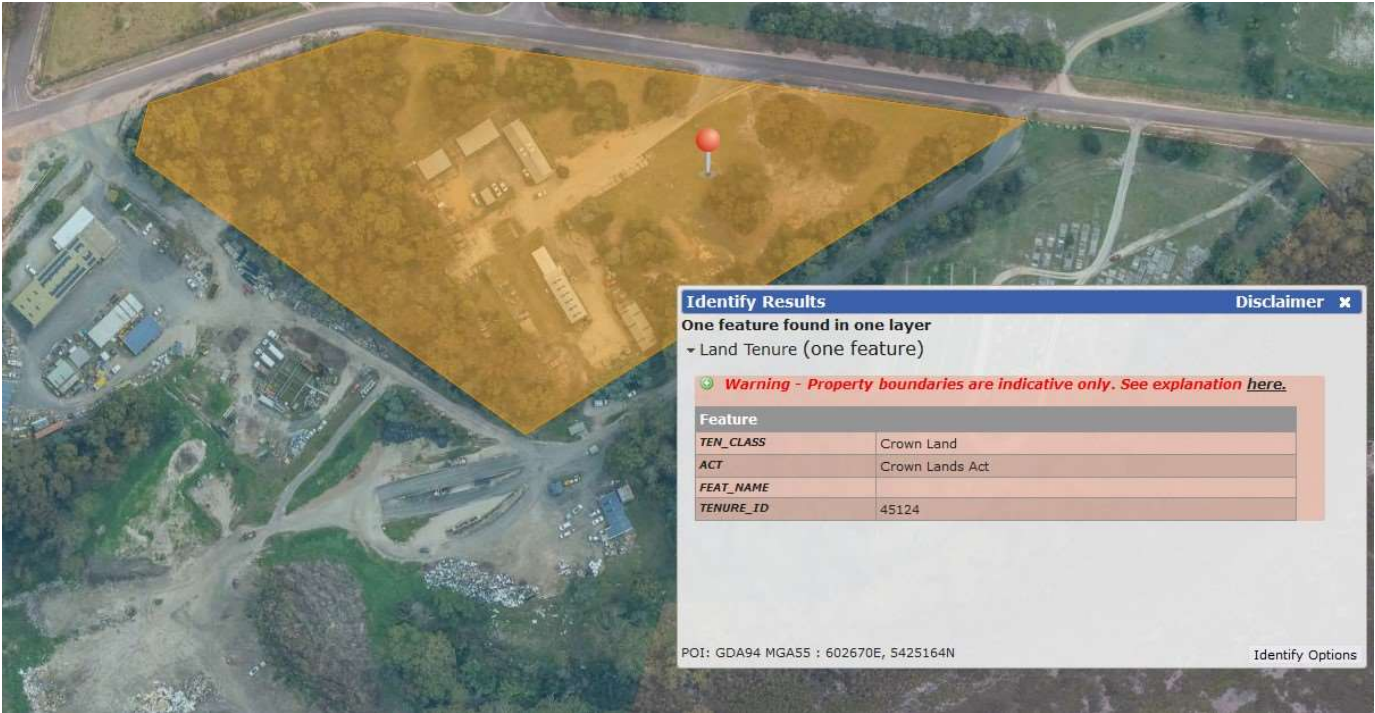 Identify Results Disclaimer ×
One feature found in one layer
Land Tenure (one feature)
Warning - Property boundaries are indicative only. See explanation here.
Feature
TEN_CLASS Crown Land
ACT Crown Lands Act
FEAT_NAME
TENURE_ID 45124
POI: GDA94 MGA55 : 602670E, 5425164N Identify Options